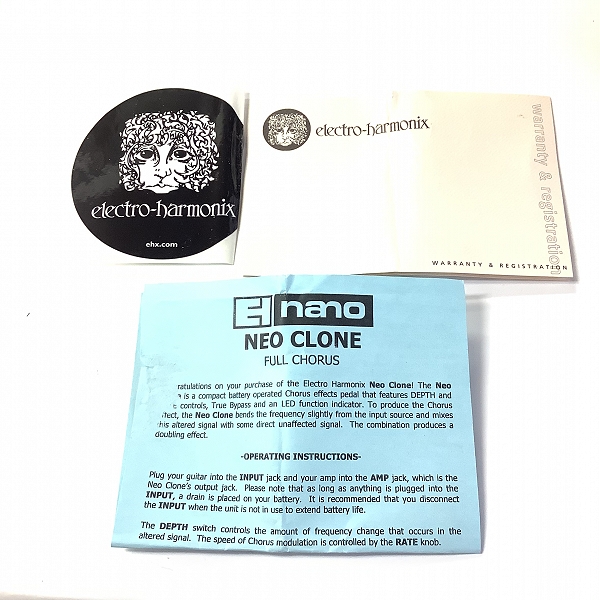 electro-harmonix
ehx.com
electro-harmonix
warranty & registration
WARRANTY & REGISTRATION
EH nano
NEO CLONE
FULL CHORUS
ratulations on your purchase of the Electro Harmonix Neo Clone! The Neo
is a compact battery operated Chorus effects pedal that features DEPTH and
controls, True Bypass and an LED function indicator. To produce the Chorus
effect, the Neo Clone bends the frequency slightly from the input source and mixes
this altered signal with some direct unaffected signal. The combination produces a
doubling effect.
-OPERATING INSTRUCTIONS-
Plug your guitar into the INPUT jack and your amp into the AMP jack, which is the
Neo Clone's output jack. Please note that as long as anything is plugged into the
INPUT, a drain is placed on your battery. It is recommended that you disconnect
the INPUT when the unit is not in use to extend battery life.
The DEPTH switch controls the amount of frequency change that occurs in the
altered signal. The speed of Chorus modulation is controlled by the RATE knob.